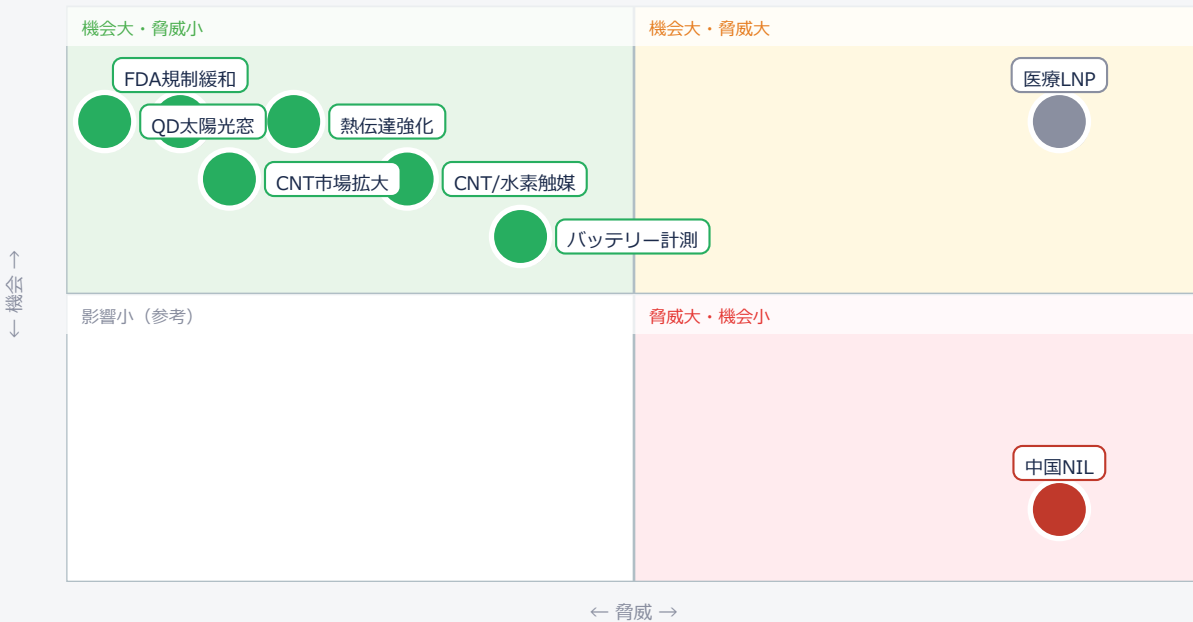 機会大・脅威小
機会大・脅威大
FDA規制緩和
医療LNP
QD太陽光窓
熱伝達強化
CNT市場拡大
CNT/水素触媒
バッテリー計測
← 機会 →
影響小（参考）
脅威大・機会小
中国NIL
← 脅威 →